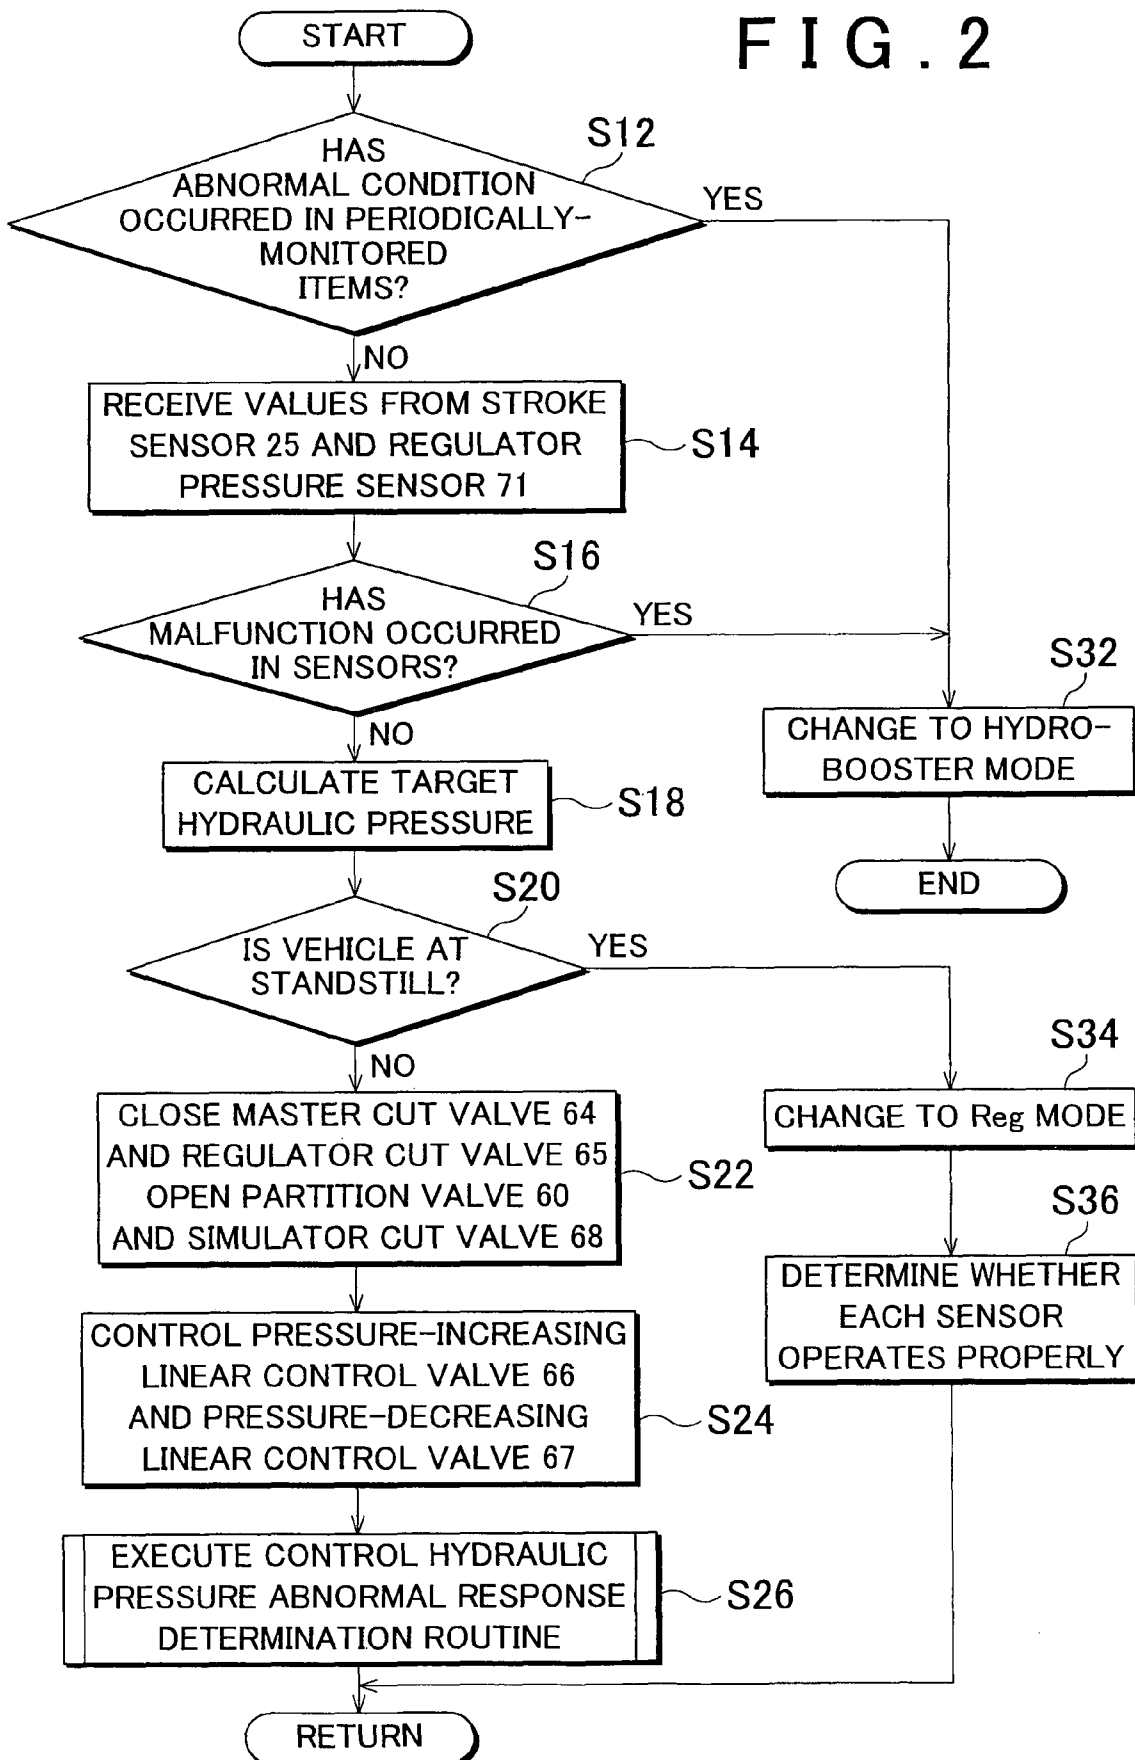 FIG.2
START
S12
HAS
ABNORMAL CONDITION
OCCURRED IN PERIODICALLY-
MONITORED
ITEMS?
YES
NO
RECEIVE VALUES FROM STROKE
SENSOR 25 AND REGULATOR
PRESSURE SENSOR 71
S14
S16
HAS
MALFUNCTION OCCURRED
IN SENSORS?
YES
NO
S32
CHANGE TO HYDRO-
BOOSTER MODE
END
CALCULATE TARGET
HYDRAULIC PRESSURE
S18
S20
IS VEHICLE AT
STANDSTILL?
YES
NO
S34
CHANGE TO Reg MODE
S36
DETERMINE WHETHER
EACH SENSOR
OPERATES PROPERLY
CLOSE MASTER CUT VALVE 64
AND REGULATOR CUT VALVE 65
OPEN PARTITION VALVE 60
AND SIMULATOR CUT VALVE 68
S22
CONTROL PRESSURE-INCREASING
LINEAR CONTROL VALVE 66
AND PRESSURE-DECREASING
LINEAR CONTROL VALVE 67
S24
EXECUTE CONTROL HYDRAULIC
PRESSURE ABNORMAL RESPONSE
DETERMINATION ROUTINE
S26
RETURN